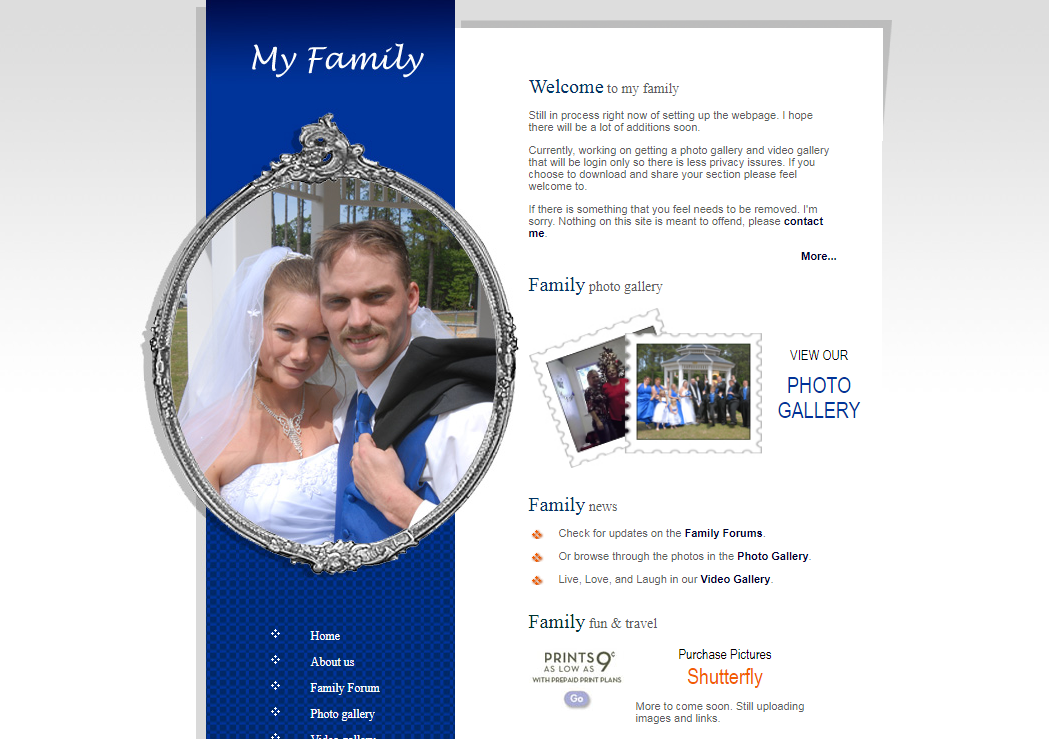 My Family
Welcome to my family
Still in process right now of setting up the webpage. I hope
there will be a lot of additions soon.
Currently, working on getting a photo gallery and video gallery
that will be login only so there is less privacy issures. If you
choose to download and share your section please feel
welcome to.
If there is something that you feel needs to be removed. I'm
sorry. Nothing on this site is meant to offend, please contact
me.
More...
Family photo gallery
VIEW OUR
PHOTO
GALLERY
Family news
Check for updates on the Family Forums.
Or browse through the photos in the Photo Gallery.
Live, Love, and Laugh in our Video Gallery.
Family fun & travel
PRINTS 9¢
AS LOW AS
WITH PREPAID PRINT PLANS
Go
Purchase Pictures
Shutterfly
More to come soon. Still uploading
images and links.
Home
About us
Family Forum
Photo gallery
Video gallery